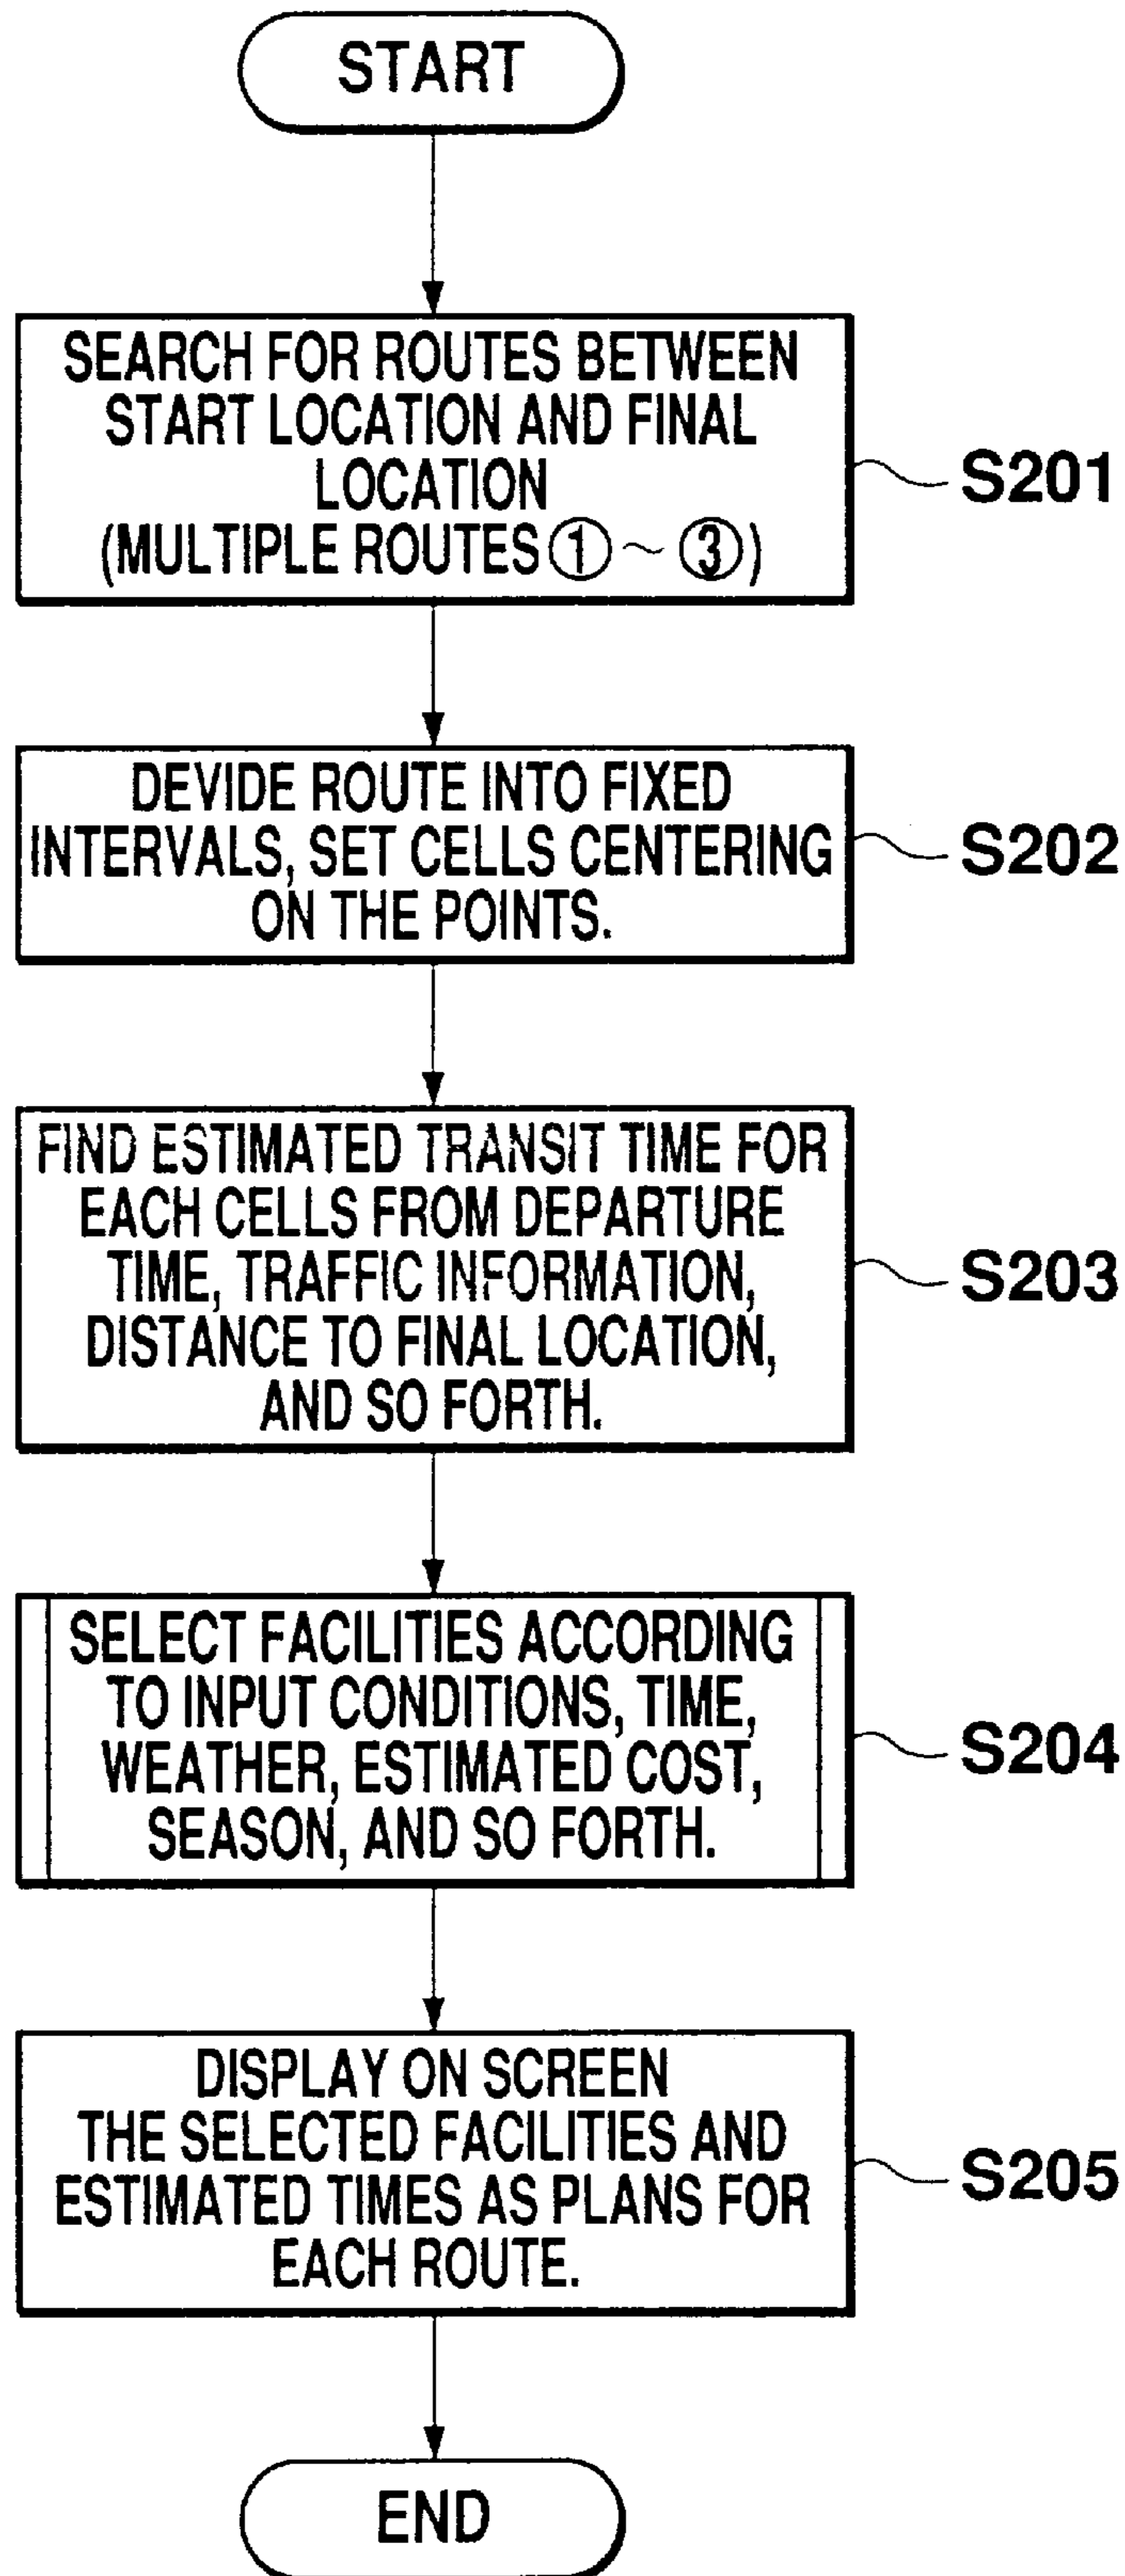 START
SEARCH FOR ROUTES BETWEEN
START LOCATION AND FINAL
LOCATION
(MULTIPLE ROUTES ① ~ ③)
S201
DEVIDE ROUTE INTO FIXED
INTERVALS, SET CELLS CENTERING
ON THE POINTS.
S202
FIND ESTIMATED TRANSIT TIME FOR
EACH CELLS FROM DEPARTURE
TIME, TRAFFIC INFORMATION,
DISTANCE TO FINAL LOCATION,
AND SO FORTH.
S203
SELECT FACILITIES ACCORDING
TO INPUT CONDITIONS, TIME,
WEATHER, ESTIMATED COST,
SEASON, AND SO FORTH.
S204
DISPLAY ON SCREEN
THE SELECTED FACILITIES AND
ESTIMATED TIMES AS PLANS FOR
EACH ROUTE.
S205
END